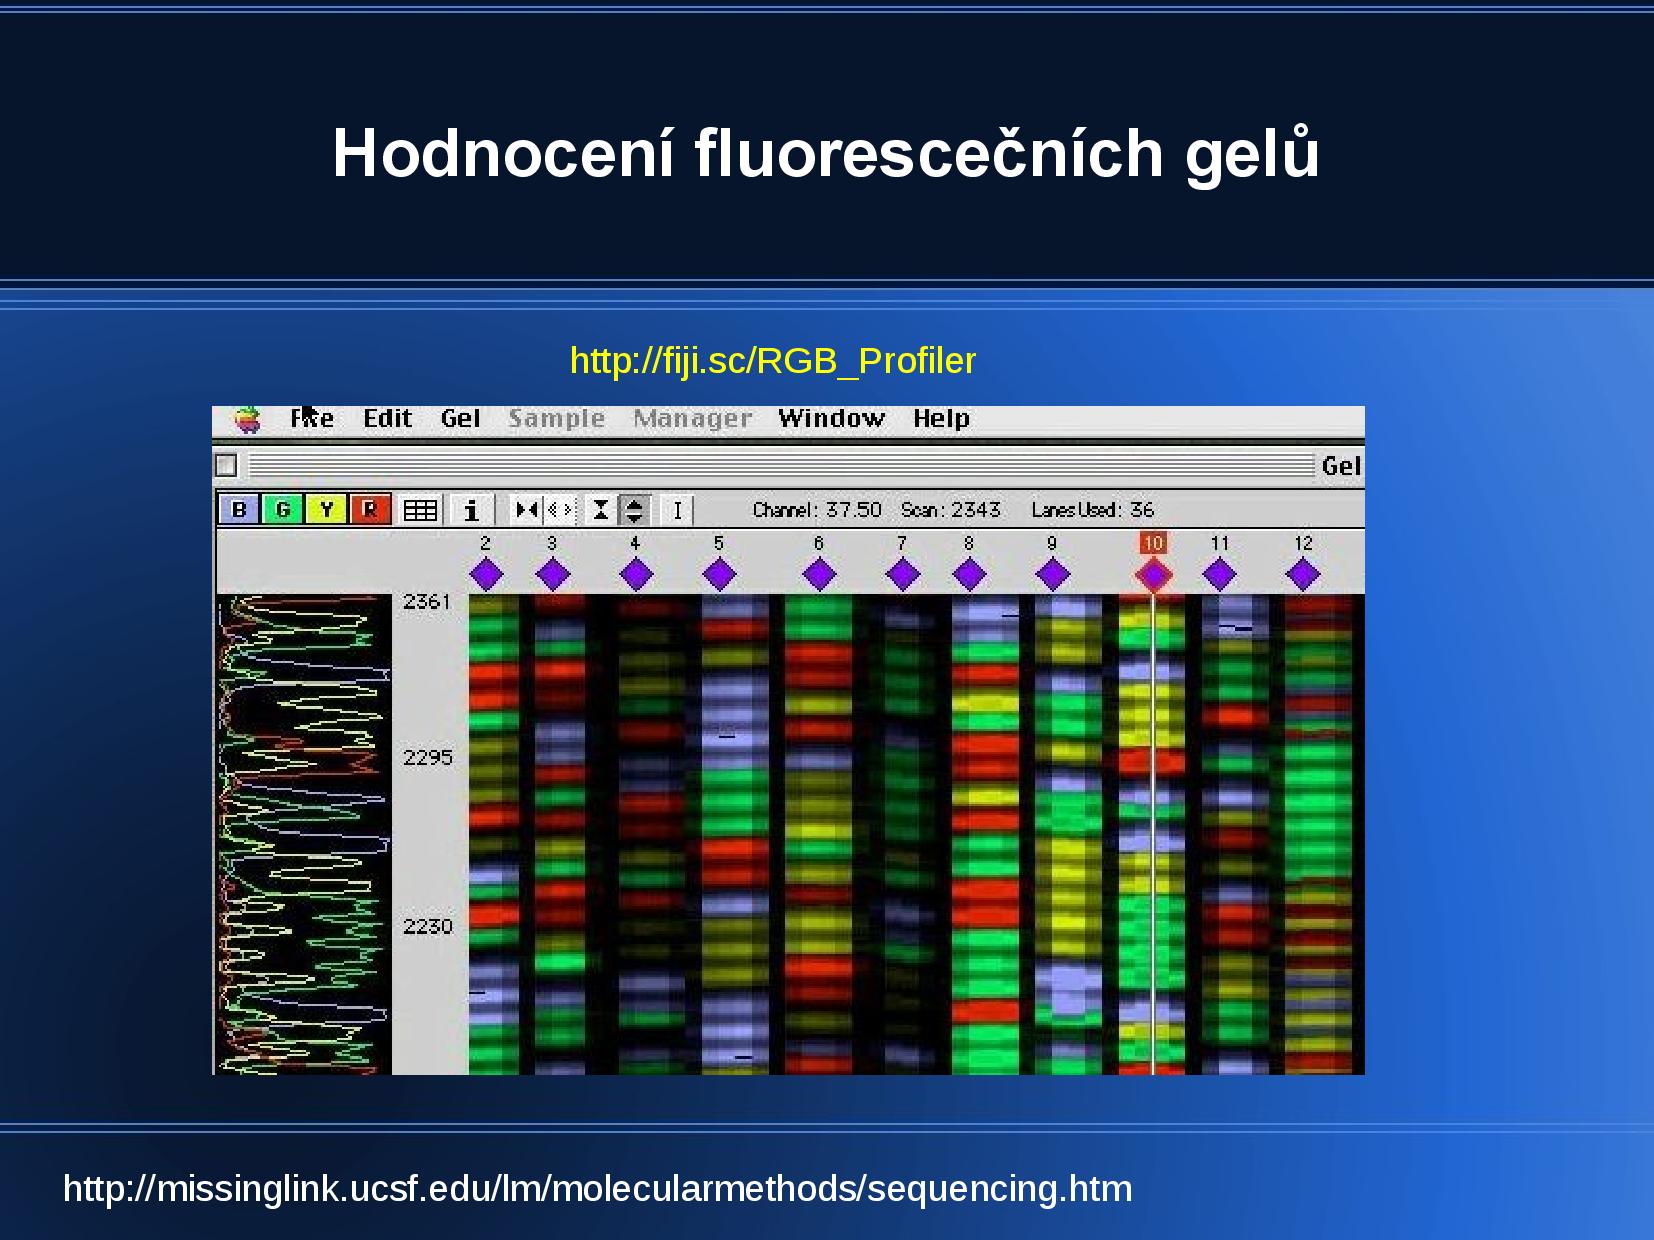 Hodnocení fluorescečních gelů
http://fiji.sc/RGB_Profiler
Edit Gel Sample Manager Window Help
Gel
B G Y R i I Channel: 37.50 Scan: 2343 Lanes Used: 36
2 3 4 5 6 7 8 9 10 11 12
2361
2295
2230
http://missinglink.ucsf.edu/lm/molecularmethods/sequencing.htm